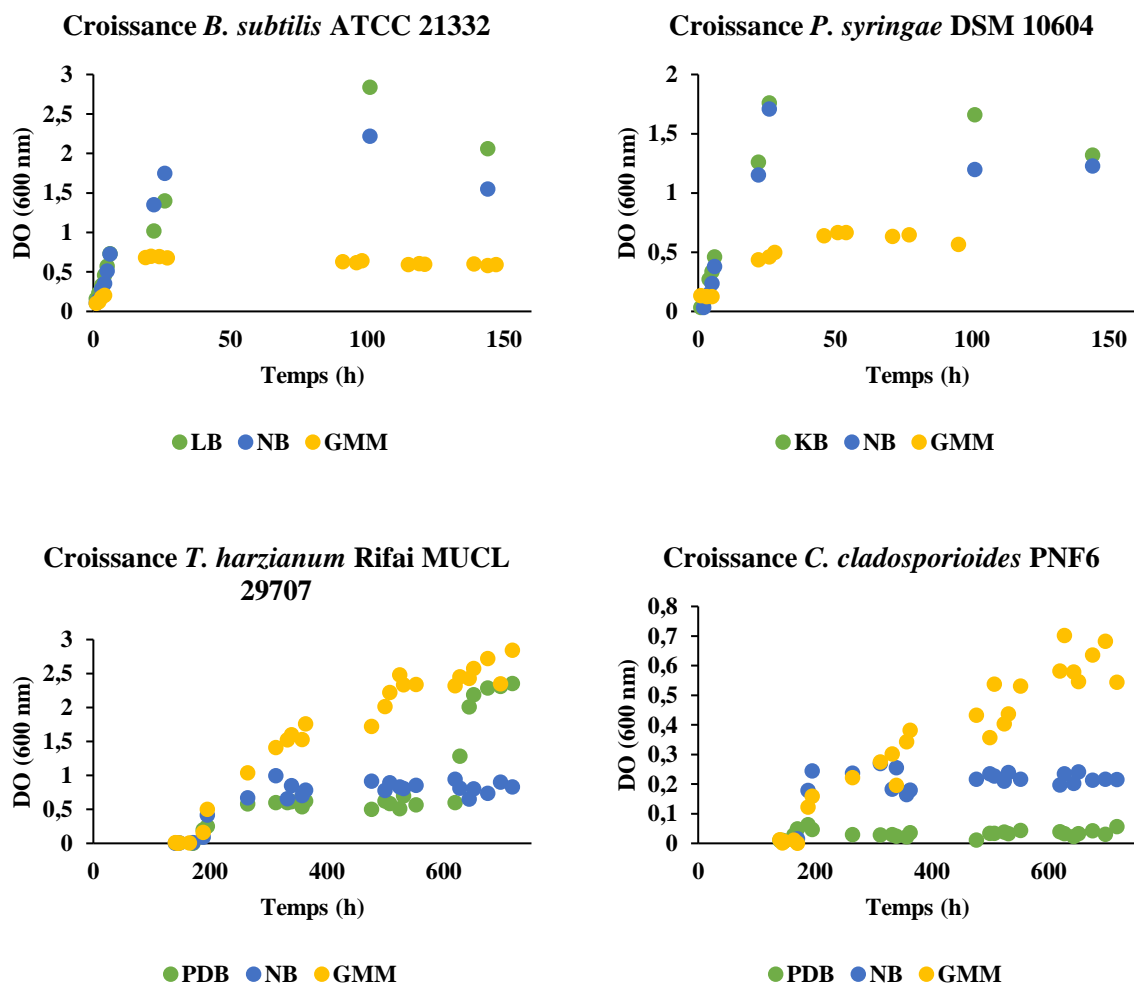 Croissance B. subtilis ATCC 21332
DO (600 nm)
3
2,5
2
1,5
1
0,5
0
0 50 100 150
Temps (h)
LB NB GMM
Croissance P. syringae DSM 10604
DO (600 nm)
2
1,5
1
0,5
0
0 50 100 150
Temps (h)
KB NB GMM
Croissance T. harzianum Rifai MUCL
29707
DO (600 nm)
3
2,5
2
1,5
1
0,5
0
0 200 400 600
Temps (h)
PDB NB GMM
Croissance C. cladosporioides PNF6
DO (600 nm)
0,8
0,7
0,6
0,5
0,4
0,3
0,2
0,1
0
0 200 400 600
Temps (h)
PDB NB GMM